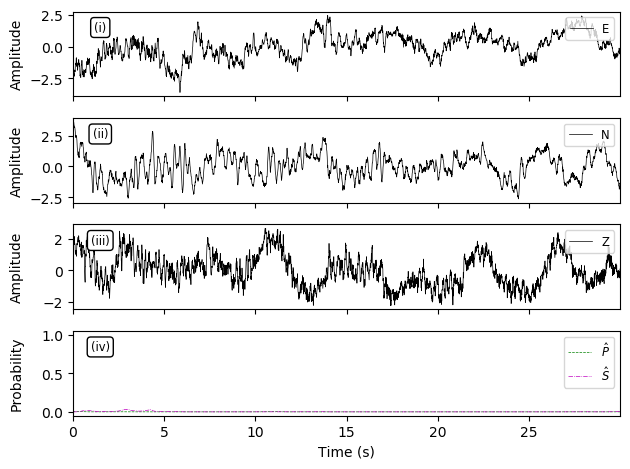 2.5
0.0
−2.5
Amplitude
(i)
E
2.5
0.0
−2.5
Amplitude
(ii)
N
2
0
−2
Amplitude
(iii)
Z
1.0
0.5
0.0
Probability
(iv)
P̂
Ŝ
0 5 10 15 20 25
Time (s)